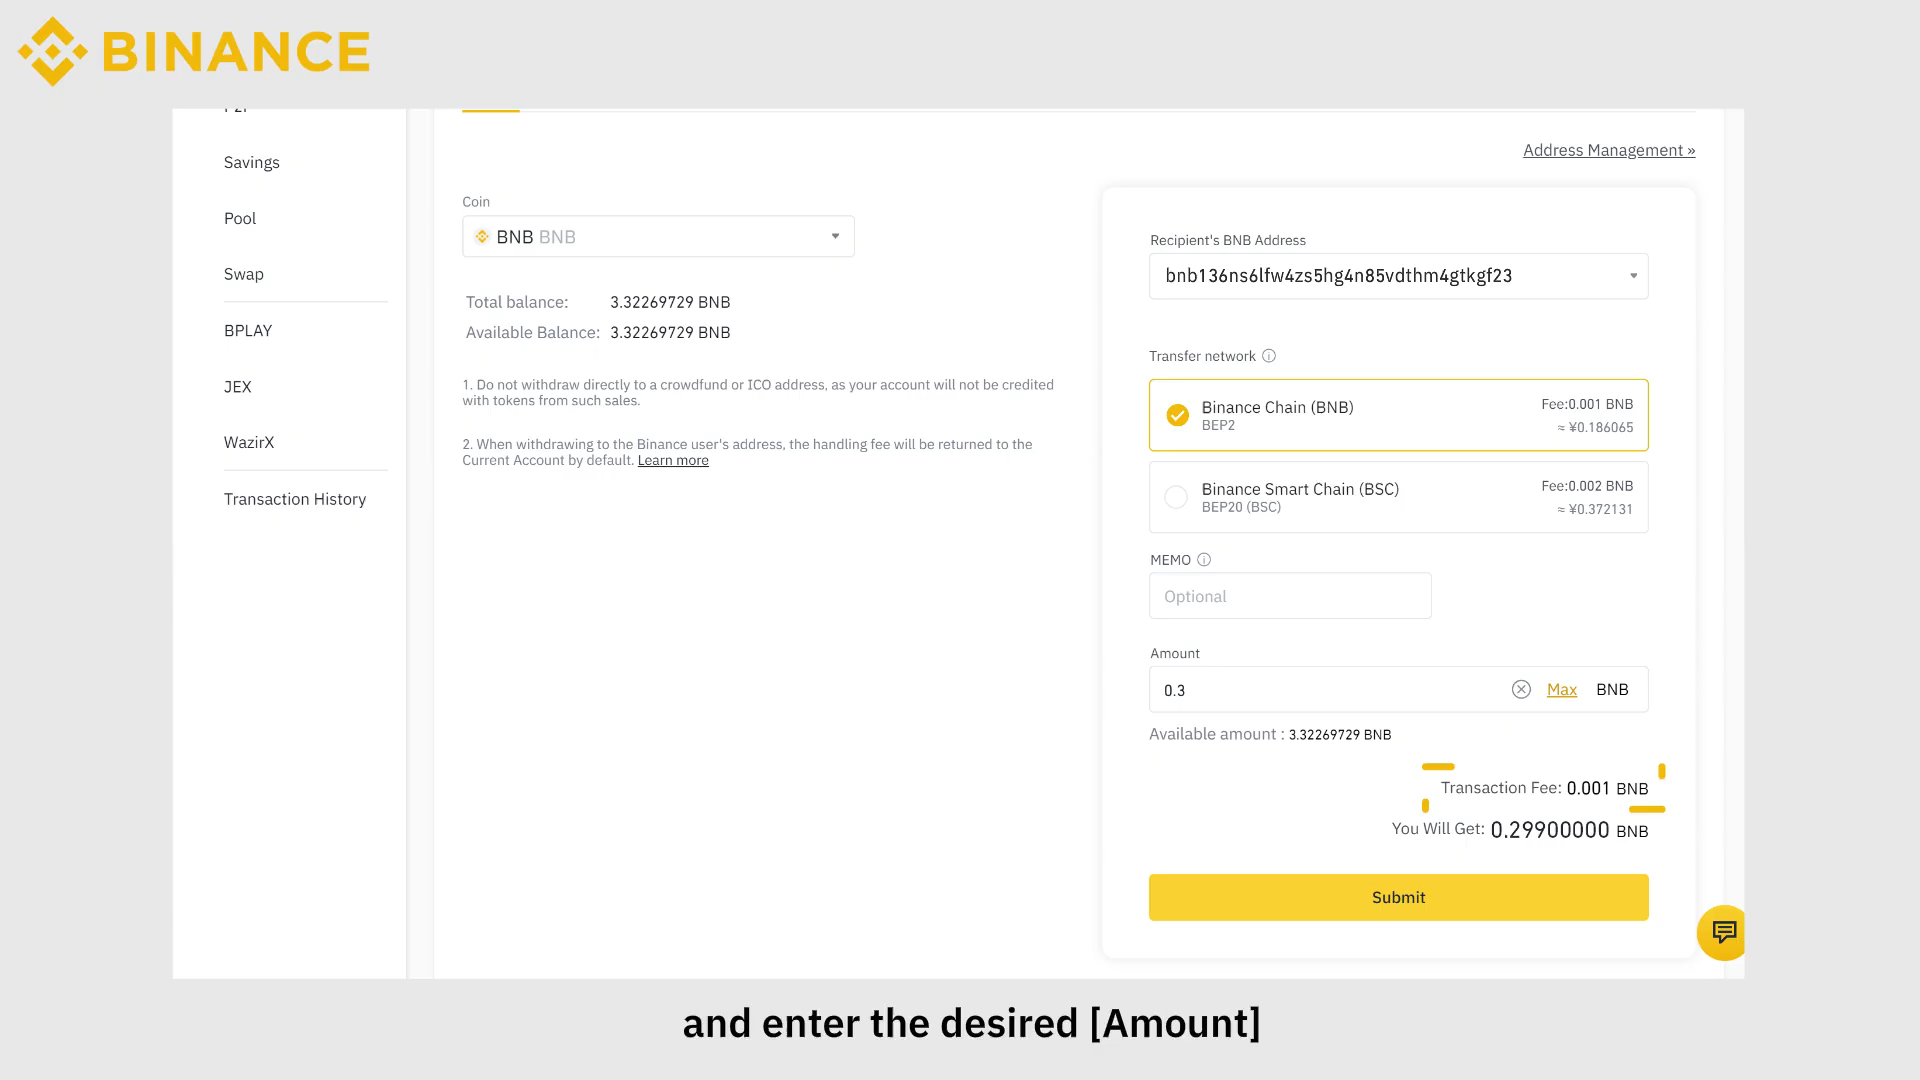 BINANCE
Savings
Pool
Swap
BPLAY
JEX
WazirX
Transaction History
Address Management »
Coin
BNB BNB
Total balance: 3.32269729 BNB
Available Balance: 3.32269729 BNB
1. Do not withdraw directly to a crowdfund or ICO address, as your account will not be credited
with tokens from such sales.
2. When withdrawing to the Binance user's address, the handling fee will be returned to the
Current Account by default. Learn more
Recipient's BNB Address
bnb136ns6lfw4zs5hg4n85vdthm4gtkgf23
Transfer network
Binance Chain (BNB) Fee:0.001 BNB
BEP2 ≈ ¥0.186065
Binance Smart Chain (BSC) Fee:0.002 BNB
BEP20 (BSC) ≈ ¥0.372131
MEMO
Optional
Amount
0.3 Max BNB
Available amount : 3.32269729 BNB
Transaction Fee: 0.001 BNB
You Will Get: 0.29900000 BNB
Submit
and enter the desired [Amount]